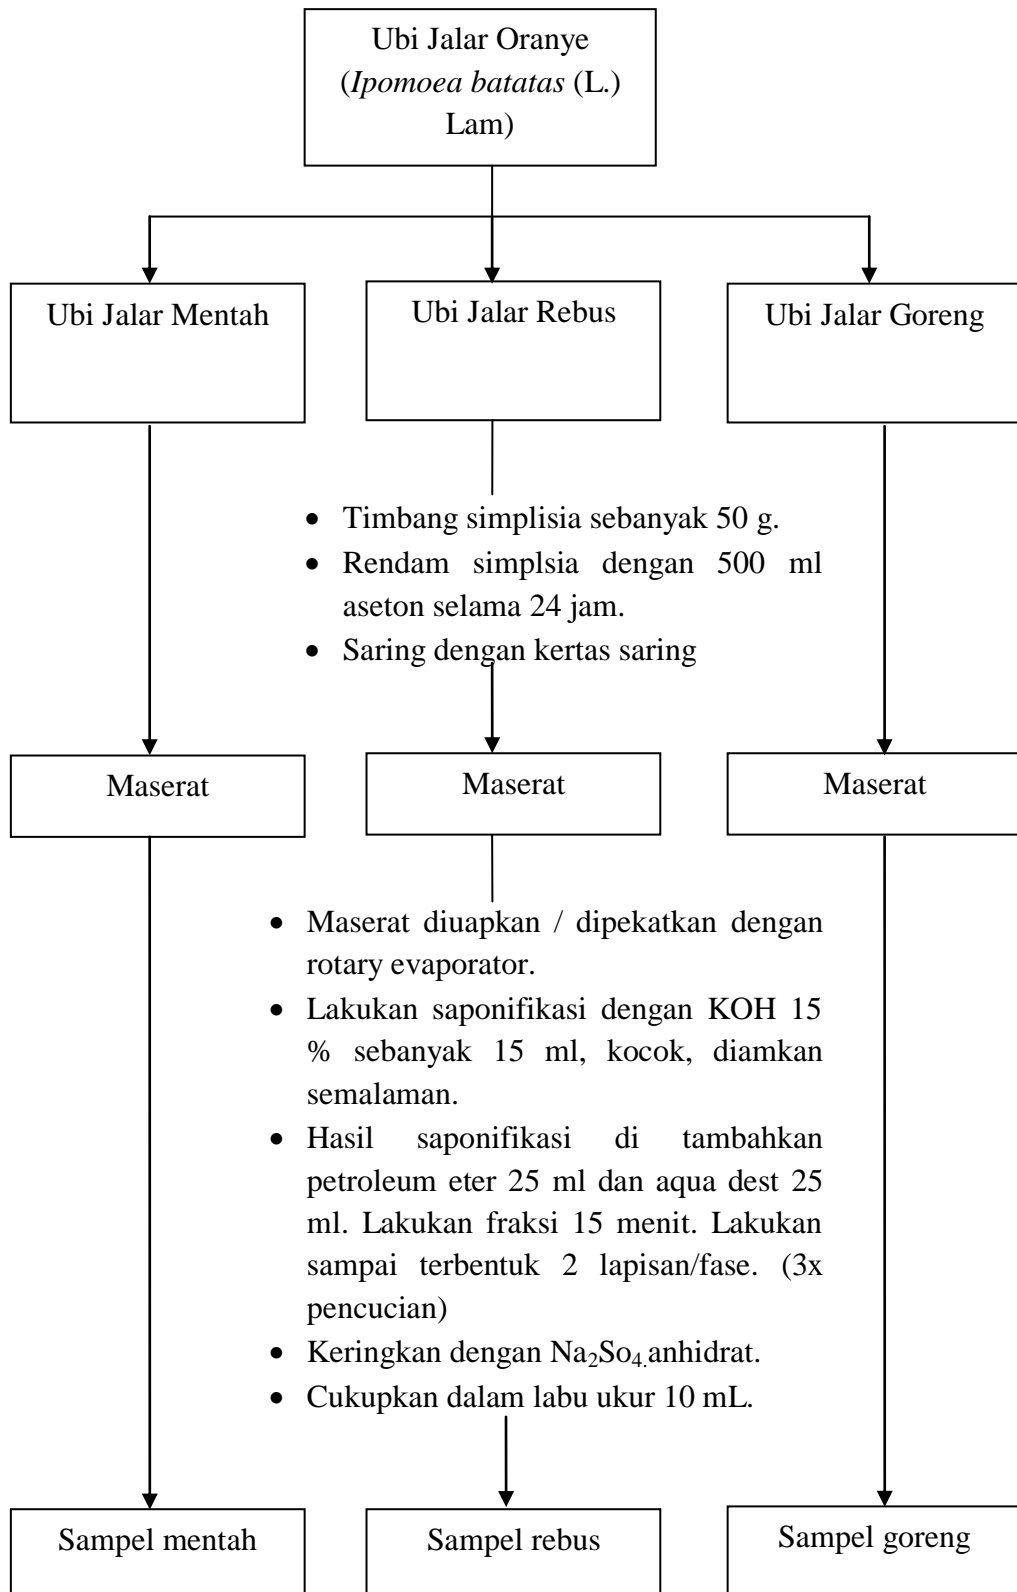 Ubi Jalar Oranye
(Ipomoea batatas (L.)
Lam)
Ubi Jalar Mentah
Ubi Jalar Rebus
Ubi Jalar Goreng
• Timbang simplisia sebanyak 50 g.
• Rendam simplsia dengan 500 ml
aseton selama 24 jam.
• Saring dengan kertas saring
Maserat
Maserat
Maserat
• Maserat diuapkan / dipekatkan dengan
rotary evaporator.
• Lakukan saponifikasi dengan KOH 15
% sebanyak 15 ml, kocok, diamkan
semalaman.
• Hasil saponifikasi di tambahkan
petroleum eter 25 ml dan aqua dest 25
ml. Lakukan fraksi 15 menit. Lakukan
sampai terbentuk 2 lapisan/fase. (3x
pencucian)
• Keringkan dengan Na₂So₄.anhidrat.
• Cukupkan dalam labu ukur 10 mL.
Sampel mentah
Sampel rebus
Sampel goreng